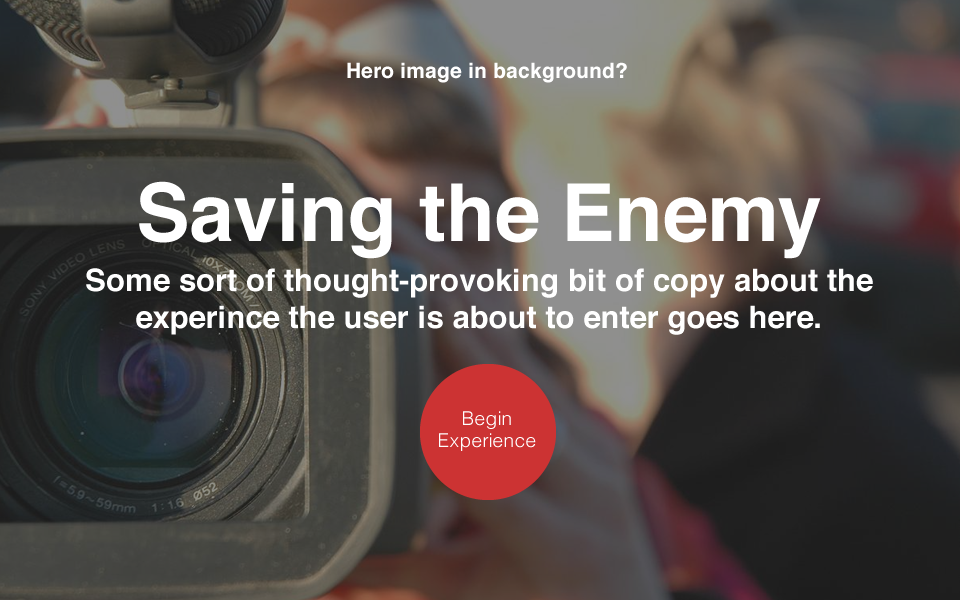 Hero image in background?
Saving the Enemy
Some sort of thought-provoking bit of copy about the
experince the user is about to enter goes here.
Begin
Experience
SONY VIDEO LENS OPTICAL 10X
f=5.9~59mm 1:1.6 Ø52